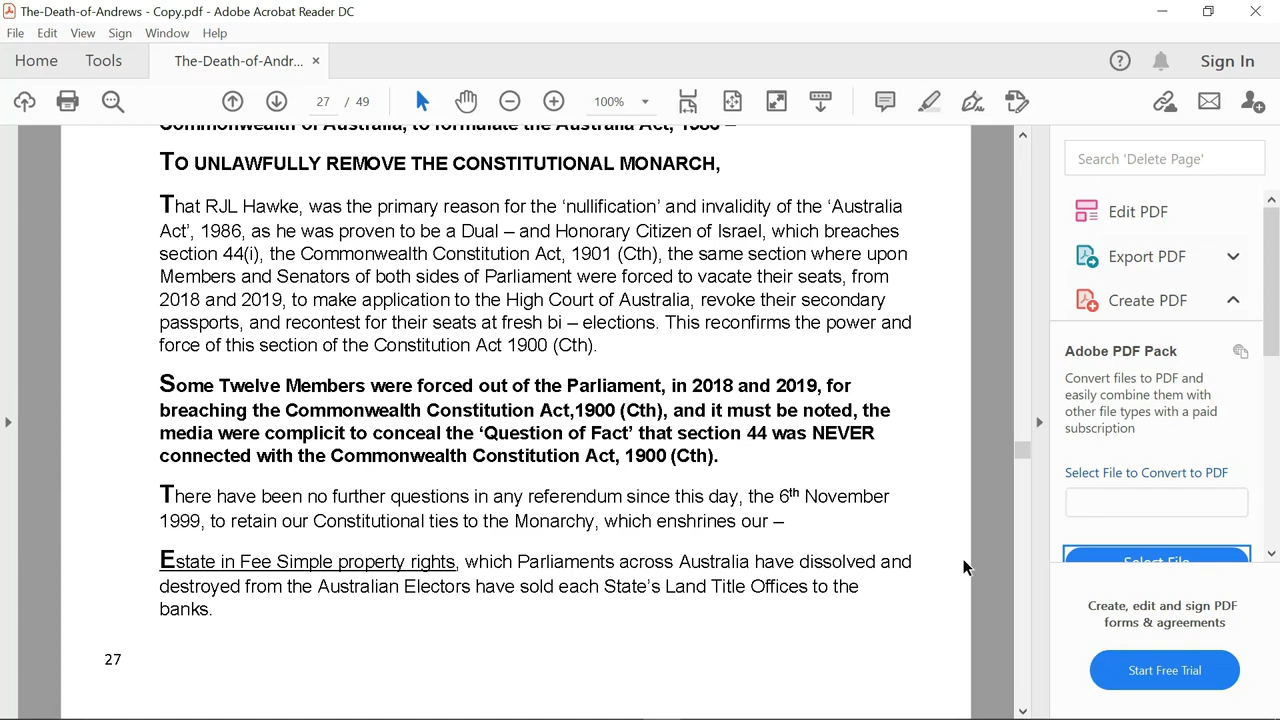 The-Death-of-Andrews - Copy.pdf - Adobe Acrobat Reader DC
File Edit View Sign Window Help
Home Tools The-Death-of-Andr... × Sign In
27 / 49 100%
Commonwealth of Australia, to formulate the Australia Act, 1986 –
TO UNLAWFULLY REMOVE THE CONSTITUTIONAL MONARCH,
That RJL Hawke, was the primary reason for the ‘nullification’ and invalidity of the ‘Australia
Act’, 1986, as he was proven to be a Dual – and Honorary Citizen of Israel, which breaches
section 44(i), the Commonwealth Constitution Act, 1901 (Cth), the same section where upon
Members and Senators of both sides of Parliament were forced to vacate their seats, from
2018 and 2019, to make application to the High Court of Australia, revoke their secondary
passports, and recontest for their seats at fresh bi – elections. This reconfirms the power and
force of this section of the Constitution Act 1900 (Cth).
Some Twelve Members were forced out of the Parliament, in 2018 and 2019, for
breaching the Commonwealth Constitution Act,1900 (Cth), and it must be noted, the
media were complicit to conceal the ‘Question of Fact’ that section 44 was NEVER
connected with the Commonwealth Constitution Act, 1900 (Cth).
There have been no further questions in any referendum since this day, the 6th November
1999, to retain our Constitutional ties to the Monarchy, which enshrines our –
Estate in Fee Simple property rights, which Parliaments across Australia have dissolved and
destroyed from the Australian Electors have sold each State’s Land Title Offices to the
banks.
27
Search 'Delete Page'
Edit PDF
Export PDF
Create PDF
Adobe PDF Pack
Convert files to PDF and
easily combine them with
other file types with a paid
subscription
Select File to Convert to PDF
Select File
Create, edit and sign PDF
forms & agreements
Start Free Trial